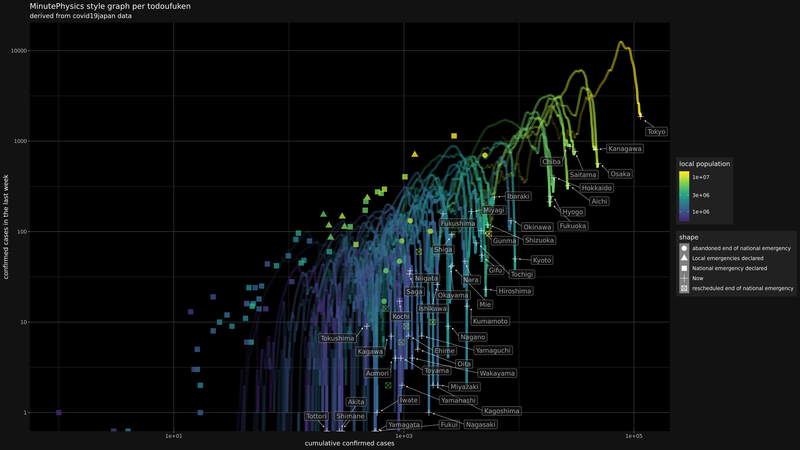 MinutePhysics style graph per todoufuken
derived from covid19japan data
confirmed cases in the last week
10000
1000
100
10
1
Tokyo
Kanagawa
Chiba
Saitama
Osaka
Hokkaido
Aichi
Ibaraki
Miyagi
Hyogo
Fukushima
Okinawa
Fukuoka
Gunma
Shizuoka
Shiga
Kyoto
Gifu
Tochigi
Niigata
Nara
Saga
Okayama
Hiroshima
Mie
Ishikawa
Kochi
Kumamoto
Tokushima
Nagano
Kagawa
Ehime
Yamaguchi
Oita
Aomori
Toyama
Wakayama
Miyazaki
Akita
Iwate
Yamanashi
Kagoshima
Tottori
Shimane
Yamagata
Fukui
Nagasaki
1e+01
1e+03
1e+05
cumulative confirmed cases
local population
1e+07
3e+06
1e+06
shape
abandoned end of national emergency
Local emergencies declared
National emergency declared
Now
rescheduled end of national emergency